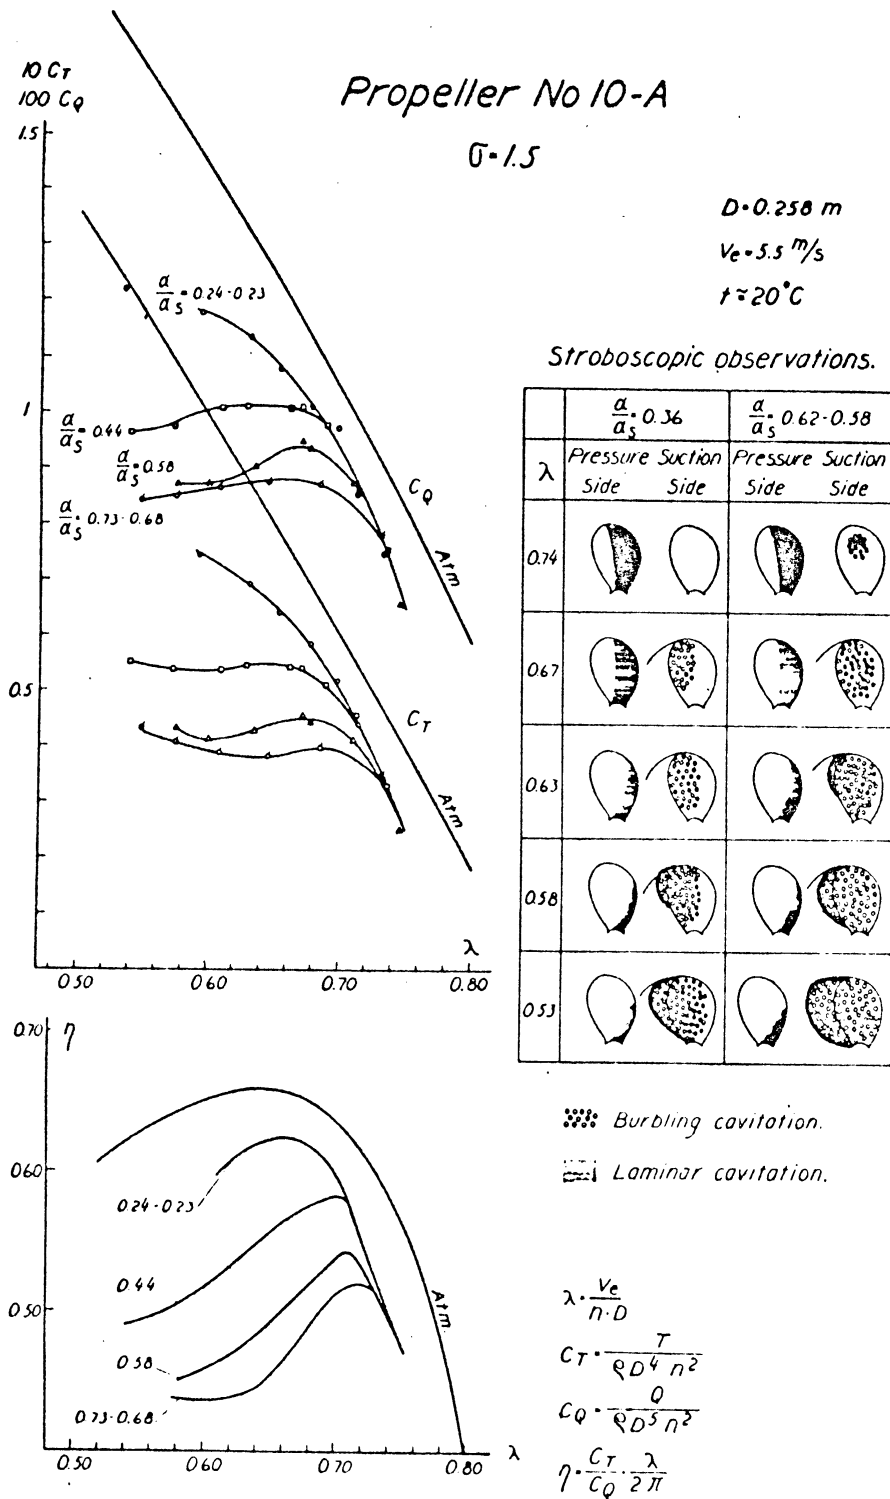 Propeller No 10-A
σ=1.5
D=0.258 m
Ve=5.5 m/s
t≈20°C
10 CT
100 CQ
1.5
1
0.5
a/as=0.24-0.23
a/as=0.44
a/as=0.58
a/as=0.73-0.68
CQ
Atm
CT
Atm
λ
0.50 0.60 0.70 0.80
Stroboscopic observations.
a/as=0.36 a/as=0.62-0.58
λ Pressure Side Suction Side Pressure Side Suction Side
0.74
0.67
0.63
0.58
0.53
Burbling cavitation.
Laminar cavitation.
0.70 η
0.60
0.50
0.24-0.23
0.44
0.58
0.73-0.68
Atm.
0.50 0.60 0.70 0.80 λ
λ=Ve/n·D
CT=T/ρD⁴n²
CQ=Q/ρD⁵n²
η=CT/CQ·λ/2π